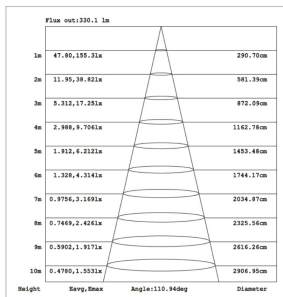 Flux out:330.1 lm
1m 47.80,155.3lx 290.70cm
2m 11.95,38.82lx 581.39cm
3m 5.312,17.25lx 872.09cm
4m 2.988,9.706lx 1162.78cm
5m 1.912,6.212lx 1453.48cm
6m 1.328,4.314lx 1744.17cm
7m 0.9756,3.169lx 2034.87cm
8m 0.7469,2.426lx 2325.56cm
9m 0.5902,1.917lx 2616.26cm
10m 0.4780,1.553lx 2906.95cm
Height Eavg,Emax Angle:110.94deg Diameter